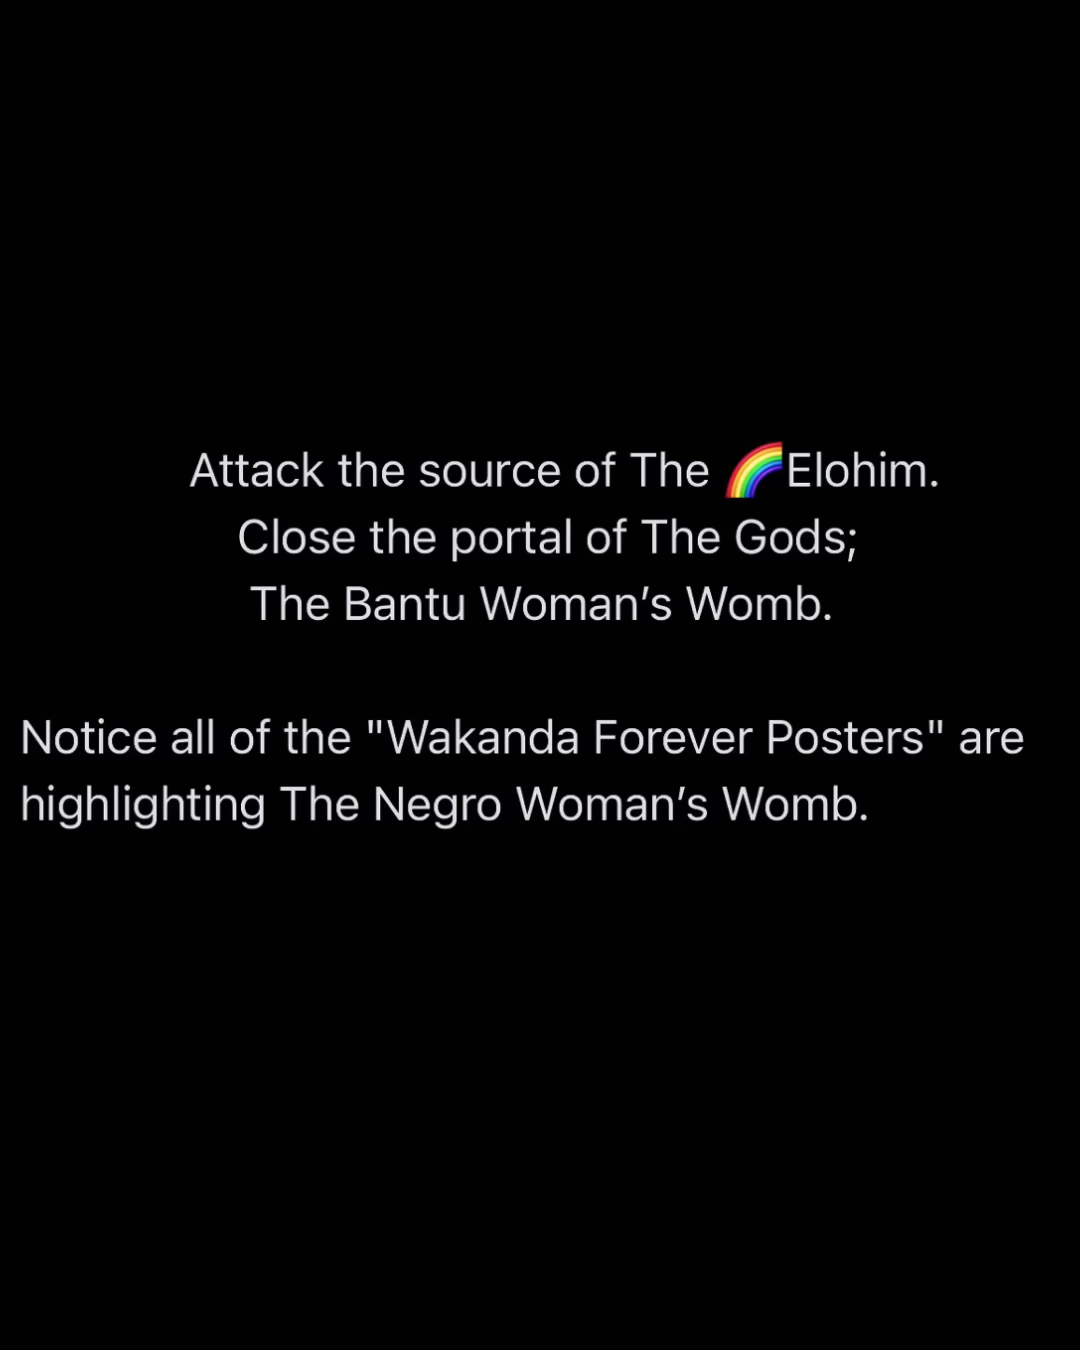 Attack the source of The 🌈Elohim.
Close the portal of The Gods;
The Bantu Woman’s Womb.
Notice all of the "Wakanda Forever Posters" are
highlighting The Negro Woman’s Womb.